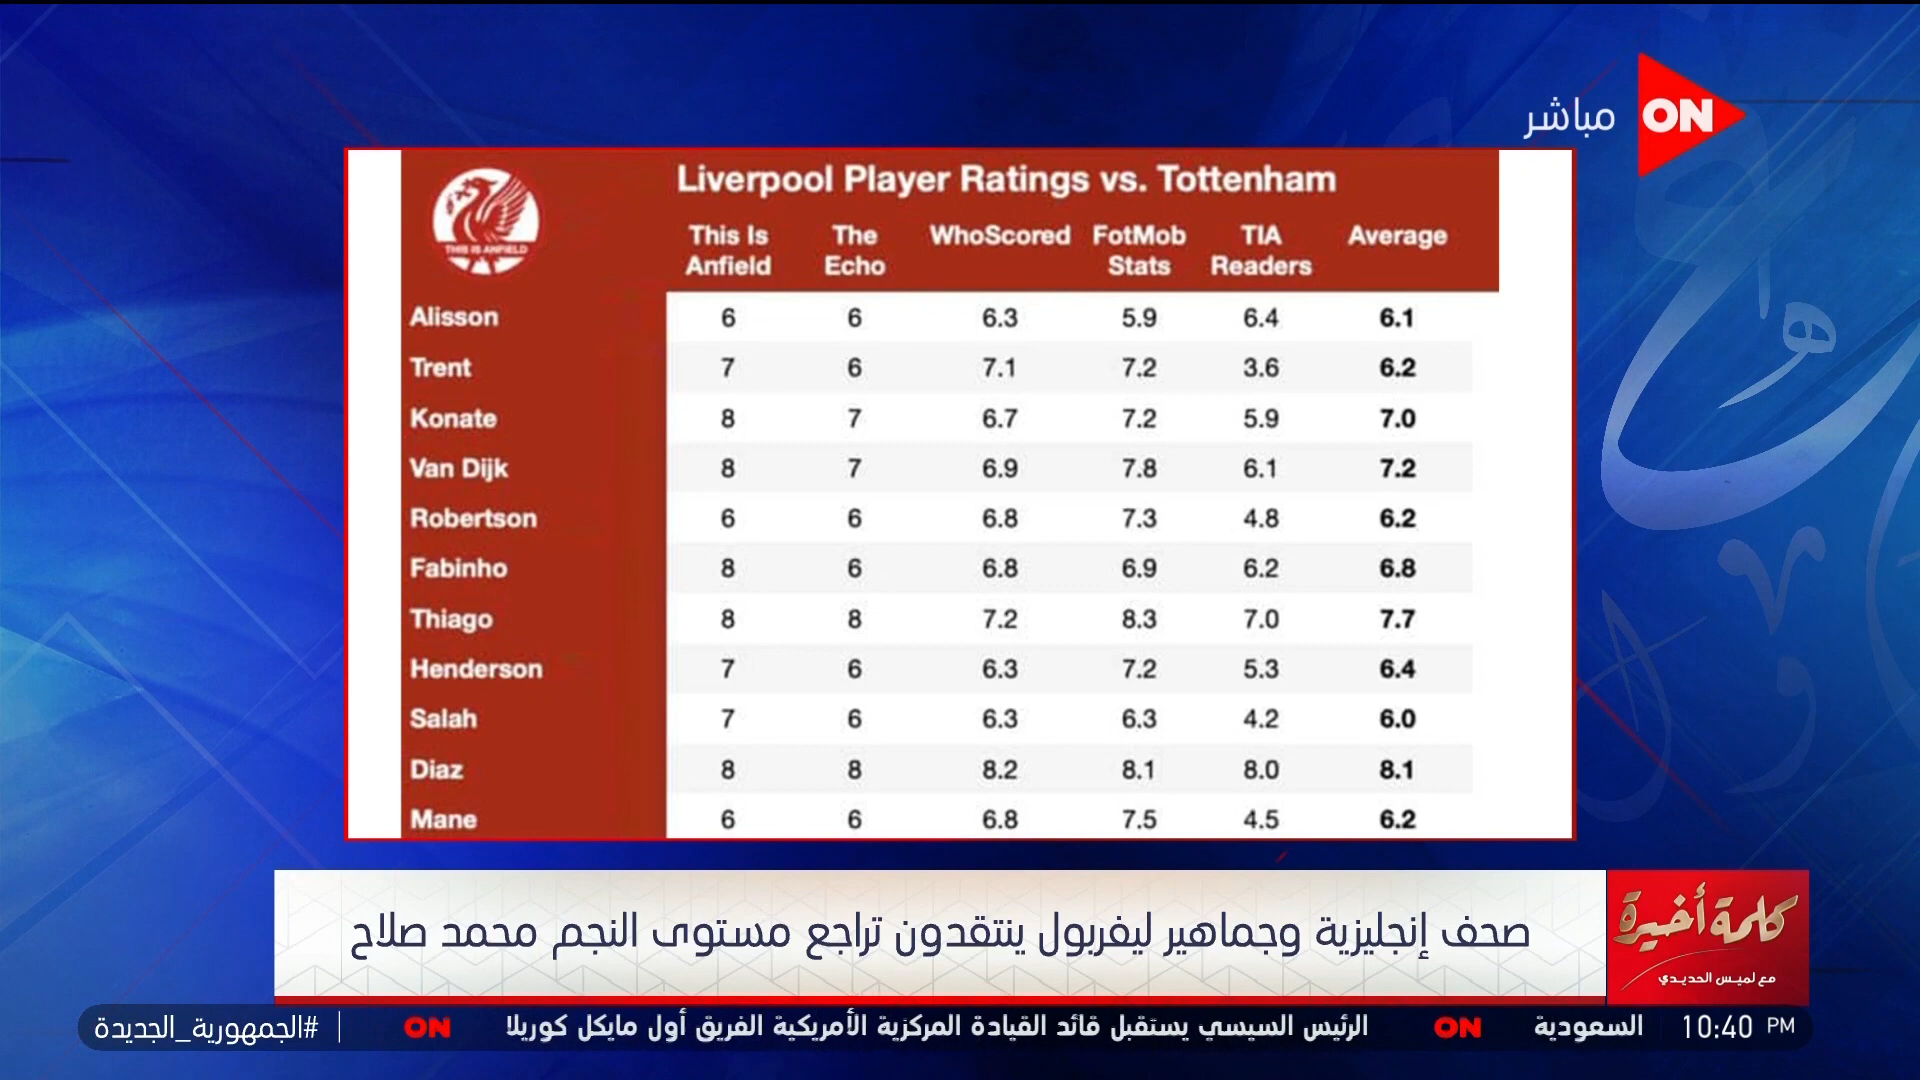 مباشر ON
THIS IS ANFIELD
Liverpool Player Ratings vs. Tottenham
This Is Anfield The Echo WhoScored FotMob Stats TIA Readers Average
Alisson 6 6 6.3 5.9 6.4 6.1
Trent 7 6 7.1 7.2 3.6 6.2
Konate 8 7 6.7 7.2 5.9 7.0
Van Dijk 8 7 6.9 7.8 6.1 7.2
Robertson 6 6 6.8 7.3 4.8 6.2
Fabinho 8 6 6.8 6.9 6.2 6.8
Thiago 8 8 7.2 8.3 7.0 7.7
Henderson 7 6 6.3 7.2 5.3 6.4
Salah 7 6 6.3 6.3 4.2 6.0
Diaz 8 8 8.2 8.1 8.0 8.1
Mane 6 6 6.8 7.5 4.5 6.2
كلمة أخيرة
مع لميس الحديدي
صحف إنجليزية وجماهير ليفربول ينتقدون تراجع مستوى النجم محمد صلاح
10:40 PM السعودية ON الرئيس السيسي يستقبل قائد القيادة المركزية الأمريكية الفريق أول مايكل كوريلا ON #الجمهورية_الجديدة